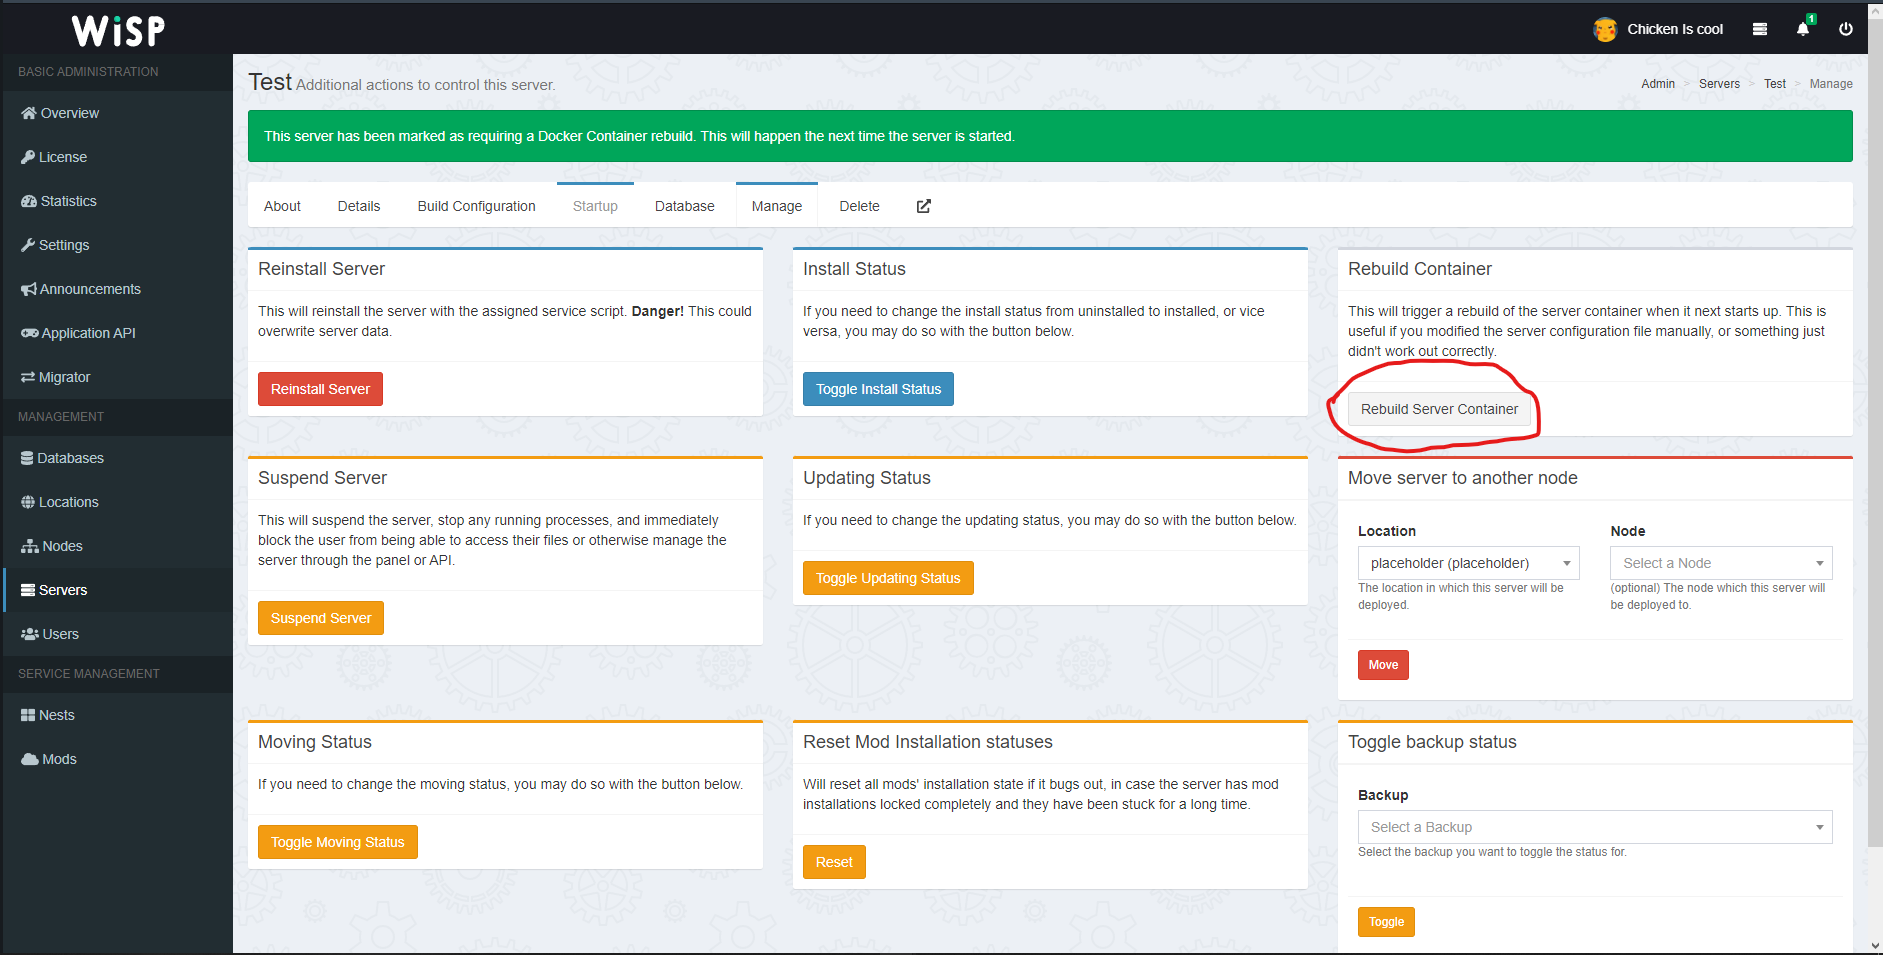 WiSP
Chicken Is cool
1
BASIC ADMINISTRATION
Overview
License
Statistics
Settings
Announcements
Application API
Migrator
MANAGEMENT
Databases
Locations
Nodes
Servers
Users
SERVICE MANAGEMENT
Nests
Mods
Test Additional actions to control this server.
Admin > Servers > Test > Manage
This server has been marked as requiring a Docker Container rebuild. This will happen the next time the server is started.
About Details Build Configuration Startup Database Manage Delete
Reinstall Server
This will reinstall the server with the assigned service script. Danger! This could
overwrite server data.
Reinstall Server
Install Status
If you need to change the install status from uninstalled to installed, or vice
versa, you may do so with the button below.
Toggle Install Status
Rebuild Container
This will trigger a rebuild of the server container when it next starts up. This is
useful if you modified the server configuration file manually, or something just
didn't work out correctly.
Rebuild Server Container
Suspend Server
This will suspend the server, stop any running processes, and immediately
block the user from being able to access their files or otherwise manage the
server through the panel or API.
Suspend Server
Updating Status
If you need to change the updating status, you may do so with the button below.
Toggle Updating Status
Move server to another node
Location
placeholder (placeholder)
The location in which this server will be
deployed.
Node
Select a Node
(optional) The node which this server will
be deployed to.
Move
Moving Status
If you need to change the moving status, you may do so with the button below.
Toggle Moving Status
Reset Mod Installation statuses
Will reset all mods' installation state if it bugs out, in case the server has mod
installations locked completely and they have been stuck for a long time.
Reset
Toggle backup status
Backup
Select a Backup
Select the backup you want to toggle the status for.
Toggle